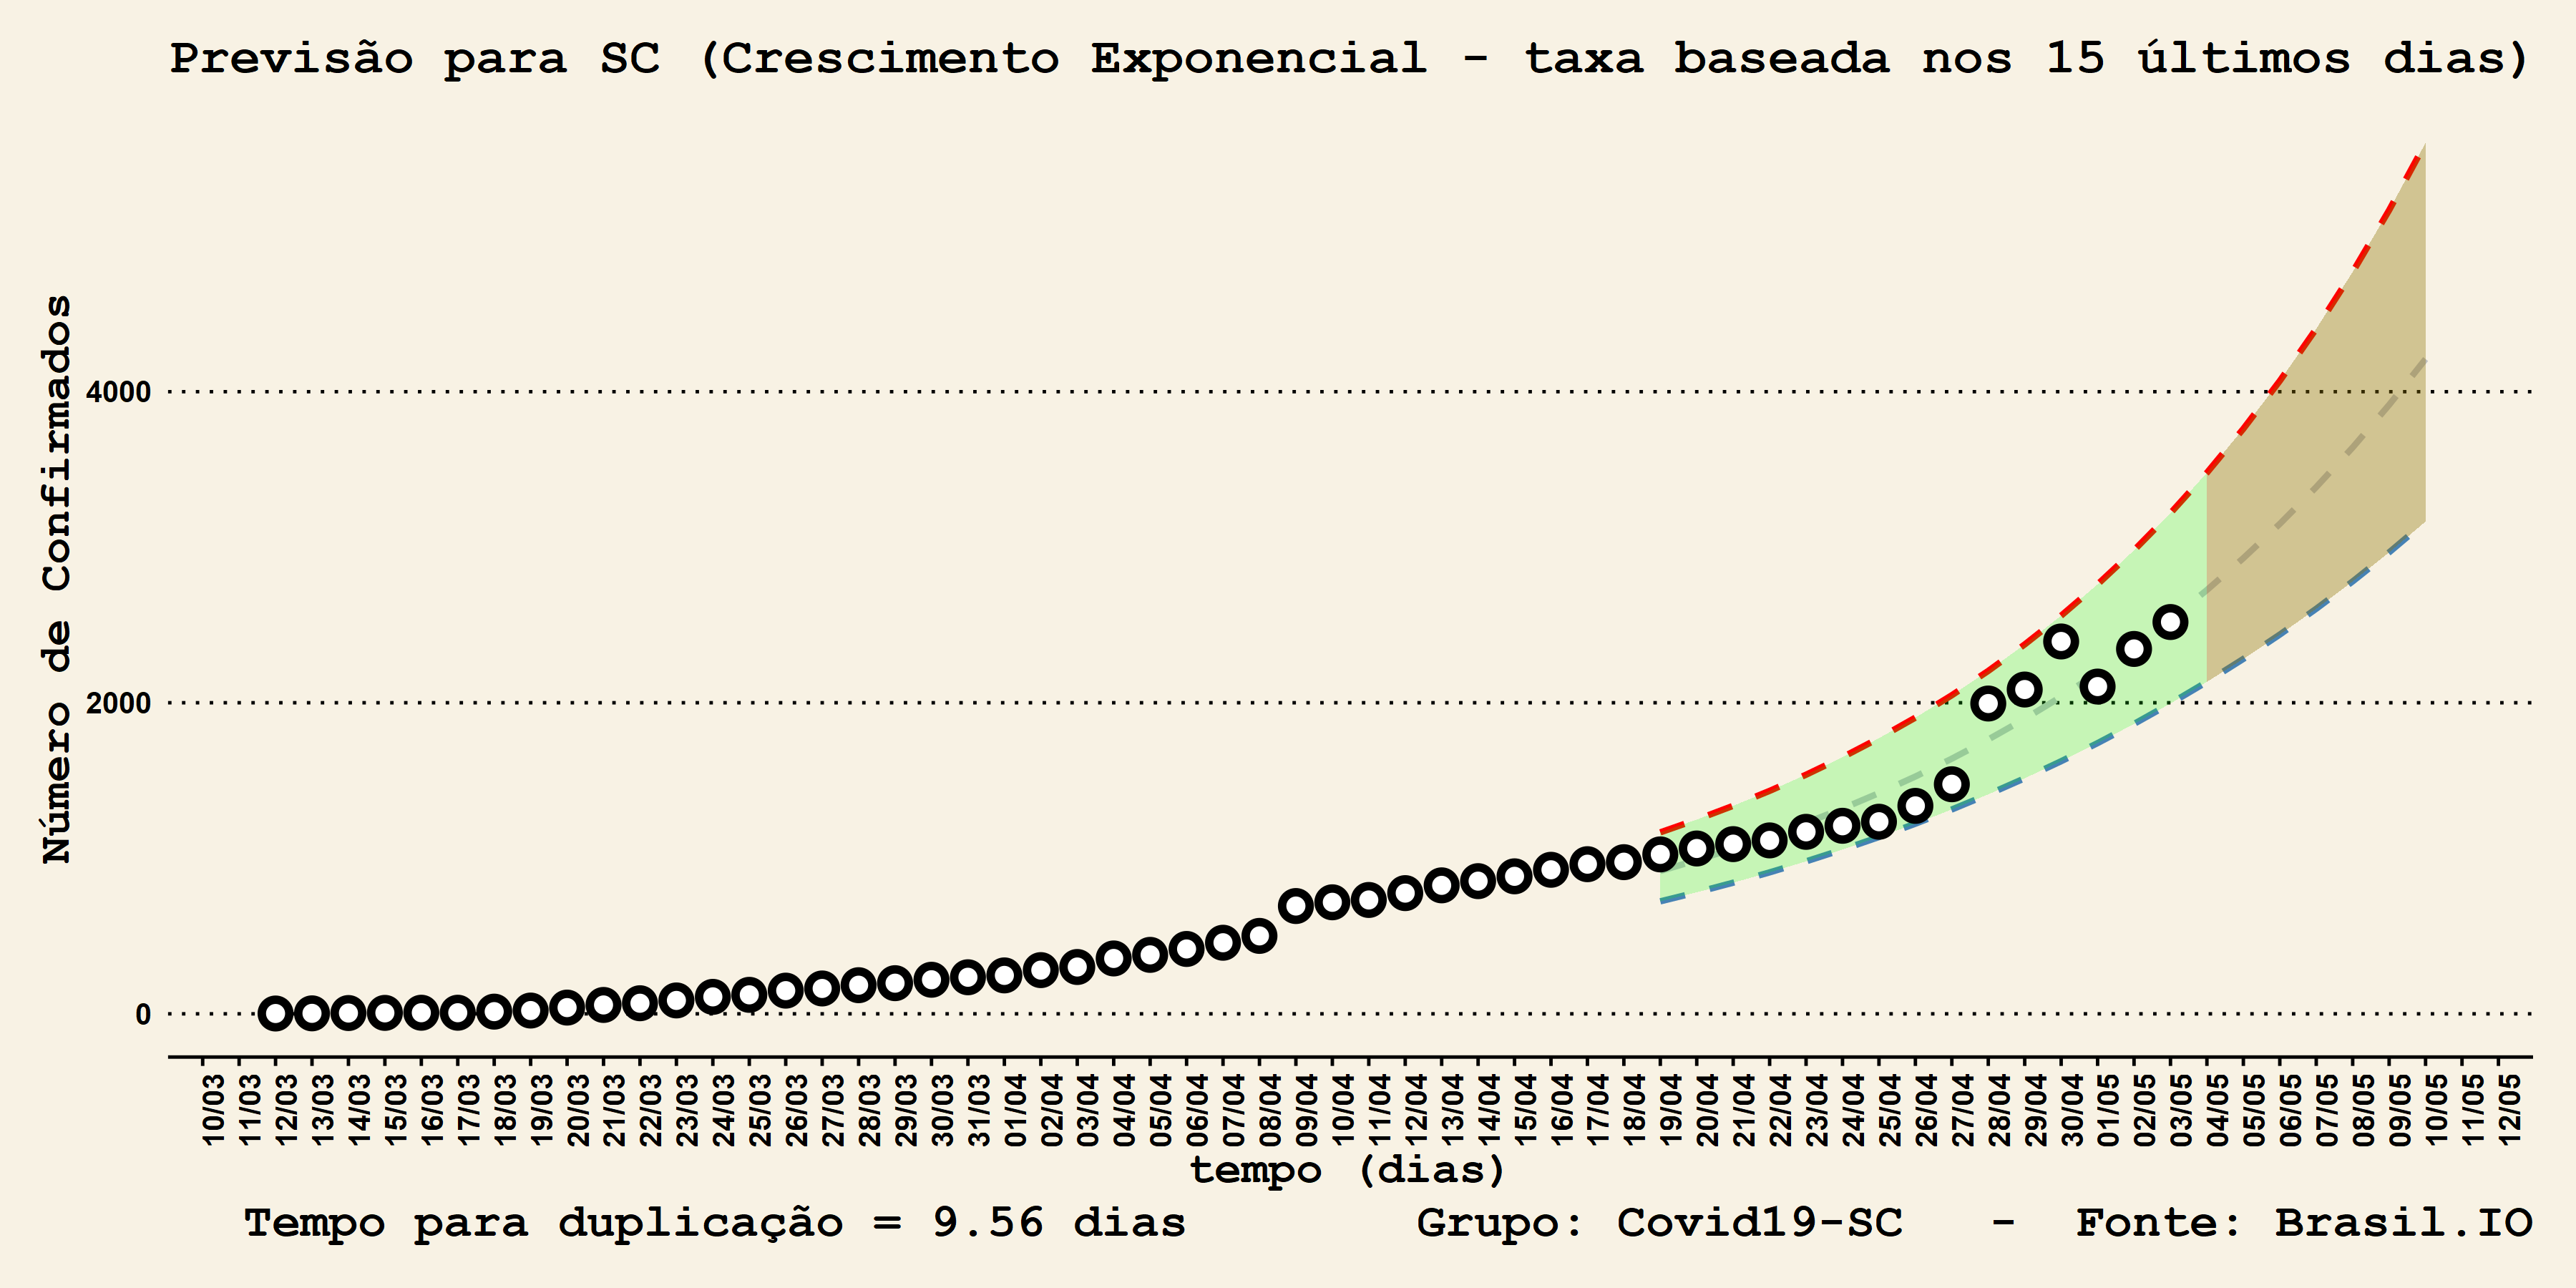 Previsão para SC (Crescimento Exponencial - taxa baseada nos 15 últimos dias)
Número de Confirmados
4000
2000
0
10/03 11/03 12/03 13/03 14/03 15/03 16/03 17/03 18/03 19/03 20/03 21/03 22/03 23/03 24/03 25/03 26/03 27/03 28/03 29/03 30/03 31/03 01/04 02/04 03/04 04/04 05/04 06/04 07/04 08/04 09/04 10/04 11/04 12/04 13/04 14/04 15/04 16/04 17/04 18/04 19/04 20/04 21/04 22/04 23/04 24/04 25/04 26/04 27/04 28/04 29/04 30/04 01/05 02/05 03/05 04/05 05/05 06/05 07/05 08/05 09/05 10/05 11/05 12/05
tempo (dias)
Tempo para duplicação = 9.56 dias Grupo: Covid19-SC - Fonte: Brasil.IO